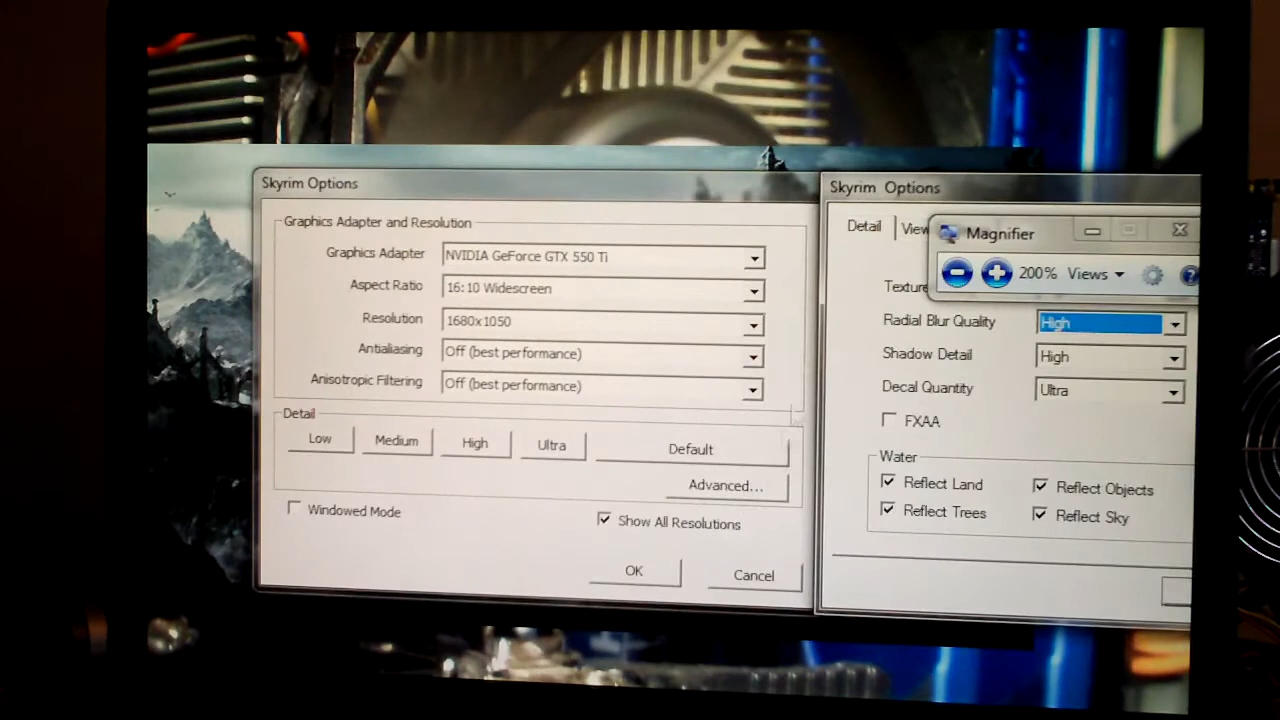 Skyrim Options
Graphics Adapter and Resolution
Graphics Adapter NVIDIA GeForce GTX 550 Ti
Aspect Ratio 16:10 Widescreen
Resolution 1680x1050
Antialiasing Off (best performance)
Anisotropic Filtering Off (best performance)
Detail
Low Medium High Ultra Default
Advanced...
Windowed Mode Show All Resolutions
OK Cancel
Skyrim Options
Detail View
Magnifier
200% Views
Texture
Radial Blur Quality High
Shadow Detail High
Decal Quantity Ultra
FXAA
Water
Reflect Land Reflect Objects
Reflect Trees Reflect Sky